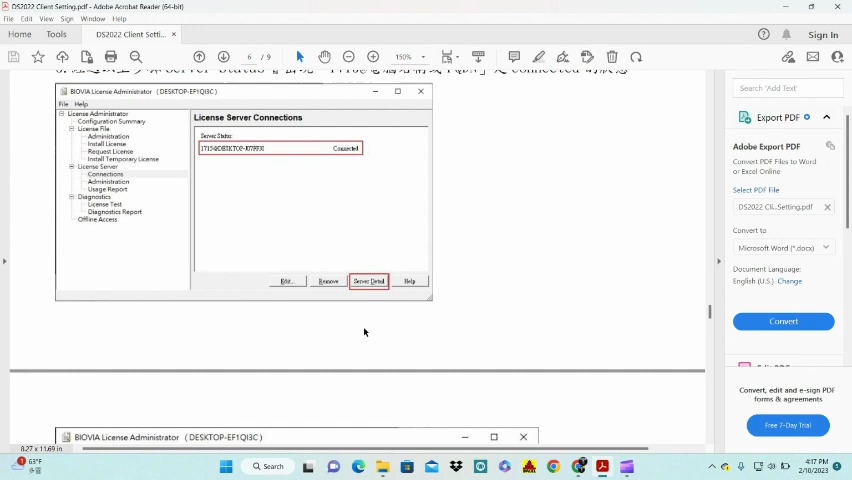 DS2022 Client Setting.pdf - Adobe Acrobat Reader (64-bit)
File Edit View Sign Window Help
Home Tools DS2022 Client Setti... ×
Sign In
6 / 9
150%
BIOVIA License Administrator ( DESKTOP-EF1QI3C )
File Help
License Administrator
Configuration Summary
License File
Administration
Install License
Request License
Install Temporary License
License Server
Connections
Administration
Usage Report
Diagnostics
License Test
Diagnostics Report
Offline Access
License Server Connections
Server Status:
Connected
Edit... Remove Server Detail Help
BIOVIA License Administrator ( DESKTOP-EF1QI3C )
8.27 x 11.69 in
Search 'Add Text'
Export PDF
Adobe Export PDF
Convert PDF Files to Word
or Excel Online
Select PDF File
DS2022 Cli...Setting.pdf
Convert to
Microsoft Word (*.docx)
Document Language:
English (U.S.) Change
Convert
Convert, edit and e-sign PDF
forms & agreements
Free 7-Day Trial
1
63°F
多雲
Search
4:17 PM
2/10/2023